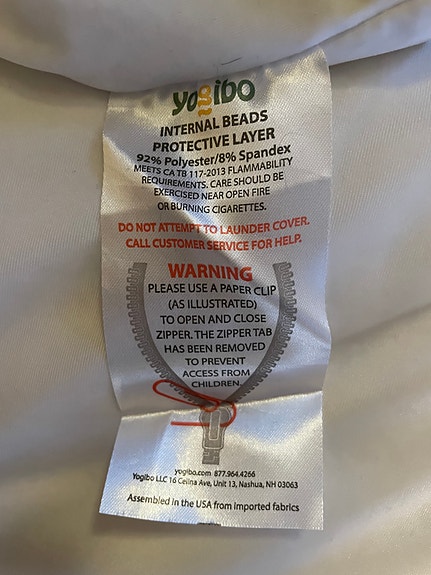 yogibo
INTERNAL BEADS
PROTECTIVE LAYER
92% Polyester/8% Spandex
MEETS CA TB 117-2013 FLAMMABILITY
REQUIREMENTS. CARE SHOULD BE
EXERCISED NEAR OPEN FIRE
OR BURNING CIGARETTES.
DO NOT ATTEMPT TO LAUNDER COVER.
CALL CUSTOMER SERVICE FOR HELP.
WARNING
PLEASE USE A PAPER CLIP
(AS ILLUSTRATED)
TO OPEN AND CLOSE
ZIPPER. THE ZIPPER TAB
HAS BEEN REMOVED
TO PREVENT
ACCESS FROM
CHILDREN.
yogibo.com 877.964.4266
Yogibo LLC 16 Celina Ave, Unit 13, Nashua, NH 03063
Assembled in the USA from imported fabrics